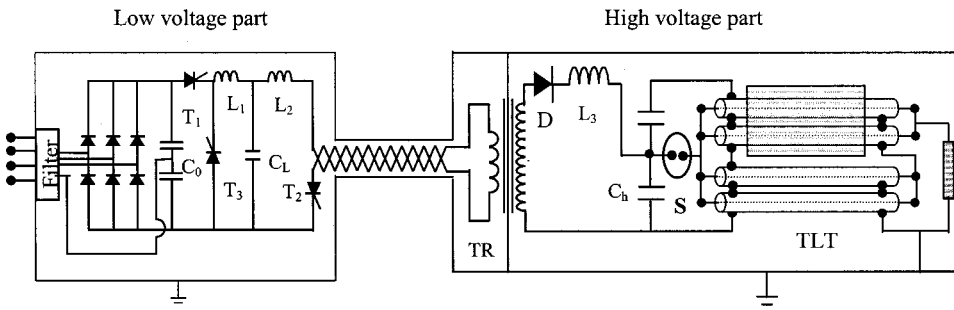 Low voltage part
High voltage part
Filter
T1
L1
L2
C0
T3
CL
T2
TR
D
L3
Ch
S
TLT